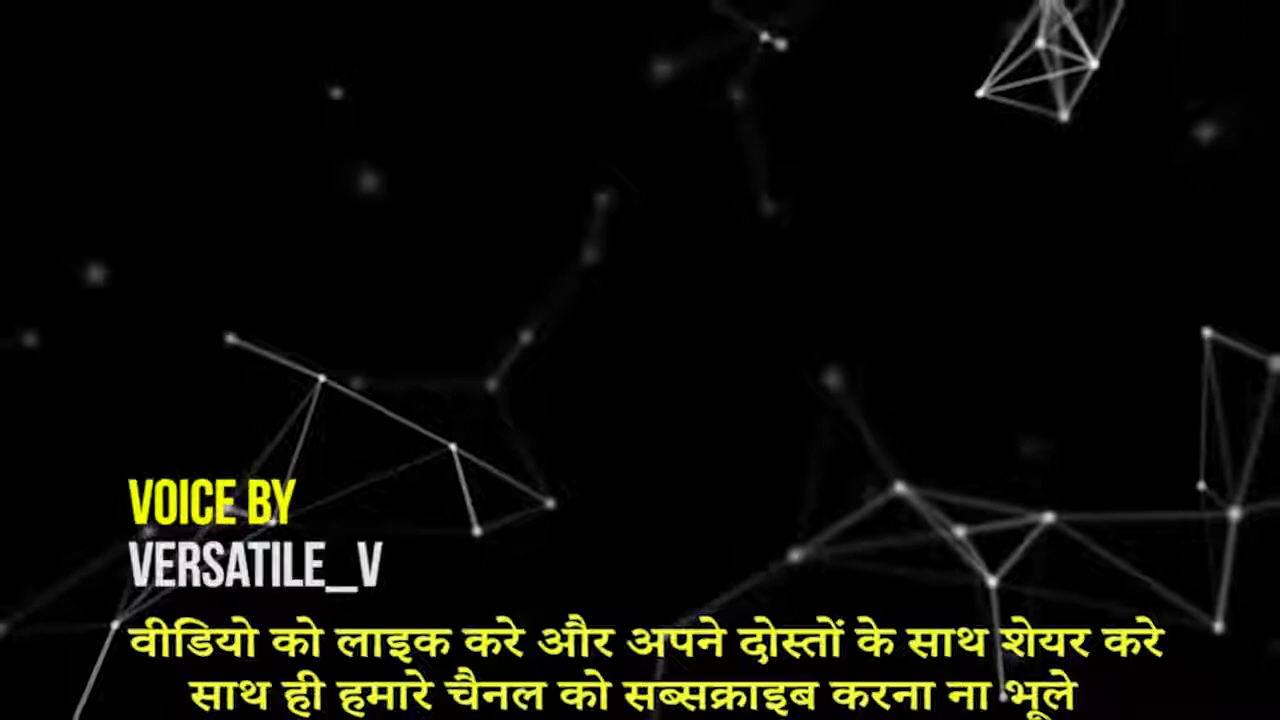 VOICE BY
VERSATILE_V
वीडियो को लाइक करे और अपने दोस्तों के साथ शेयर करे
साथ ही हमारे चैनल को सब्सक्राइब करना ना भूले